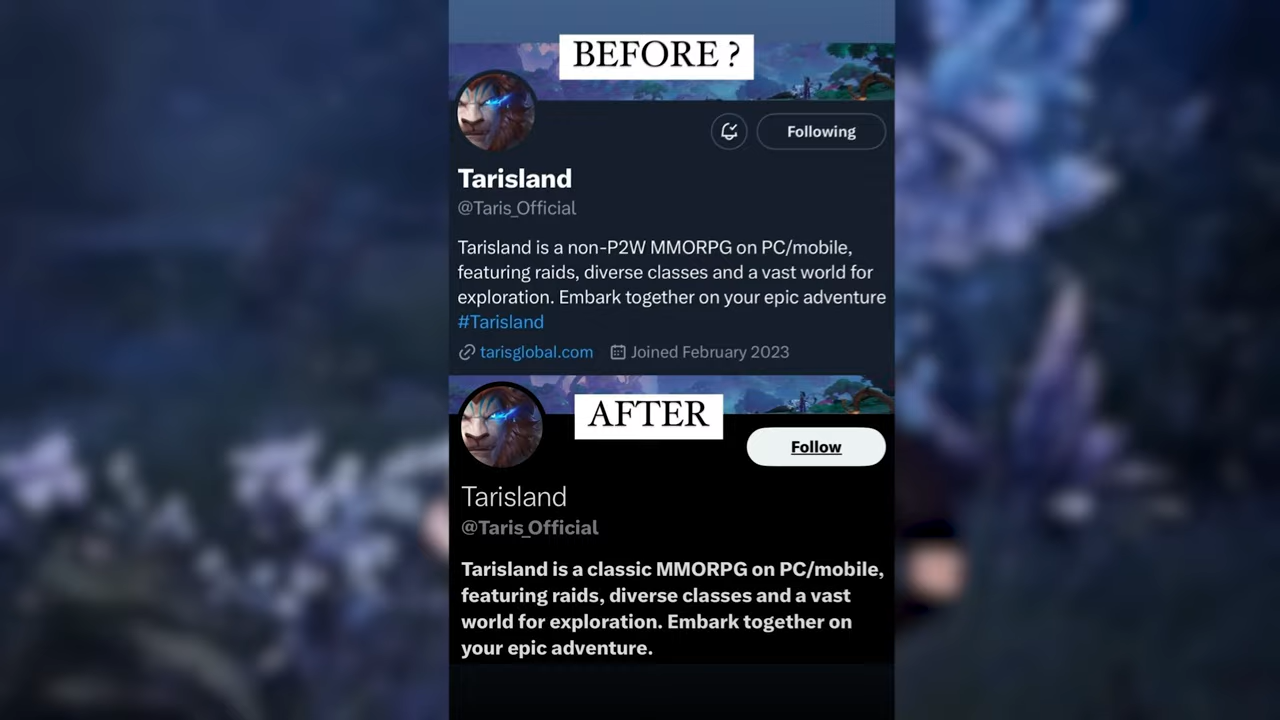 BEFORE ?
Following
Tarisland
@Taris_Official
Tarisland is a non-P2W MMORPG on PC/mobile,
featuring raids, diverse classes and a vast world for
exploration. Embark together on your epic adventure
#Tarisland
tarisglobal.com Joined February 2023
AFTER
Follow
Tarisland
@Taris_Official
Tarisland is a classic MMORPG on PC/mobile,
featuring raids, diverse classes and a vast
world for exploration. Embark together on
your epic adventure.